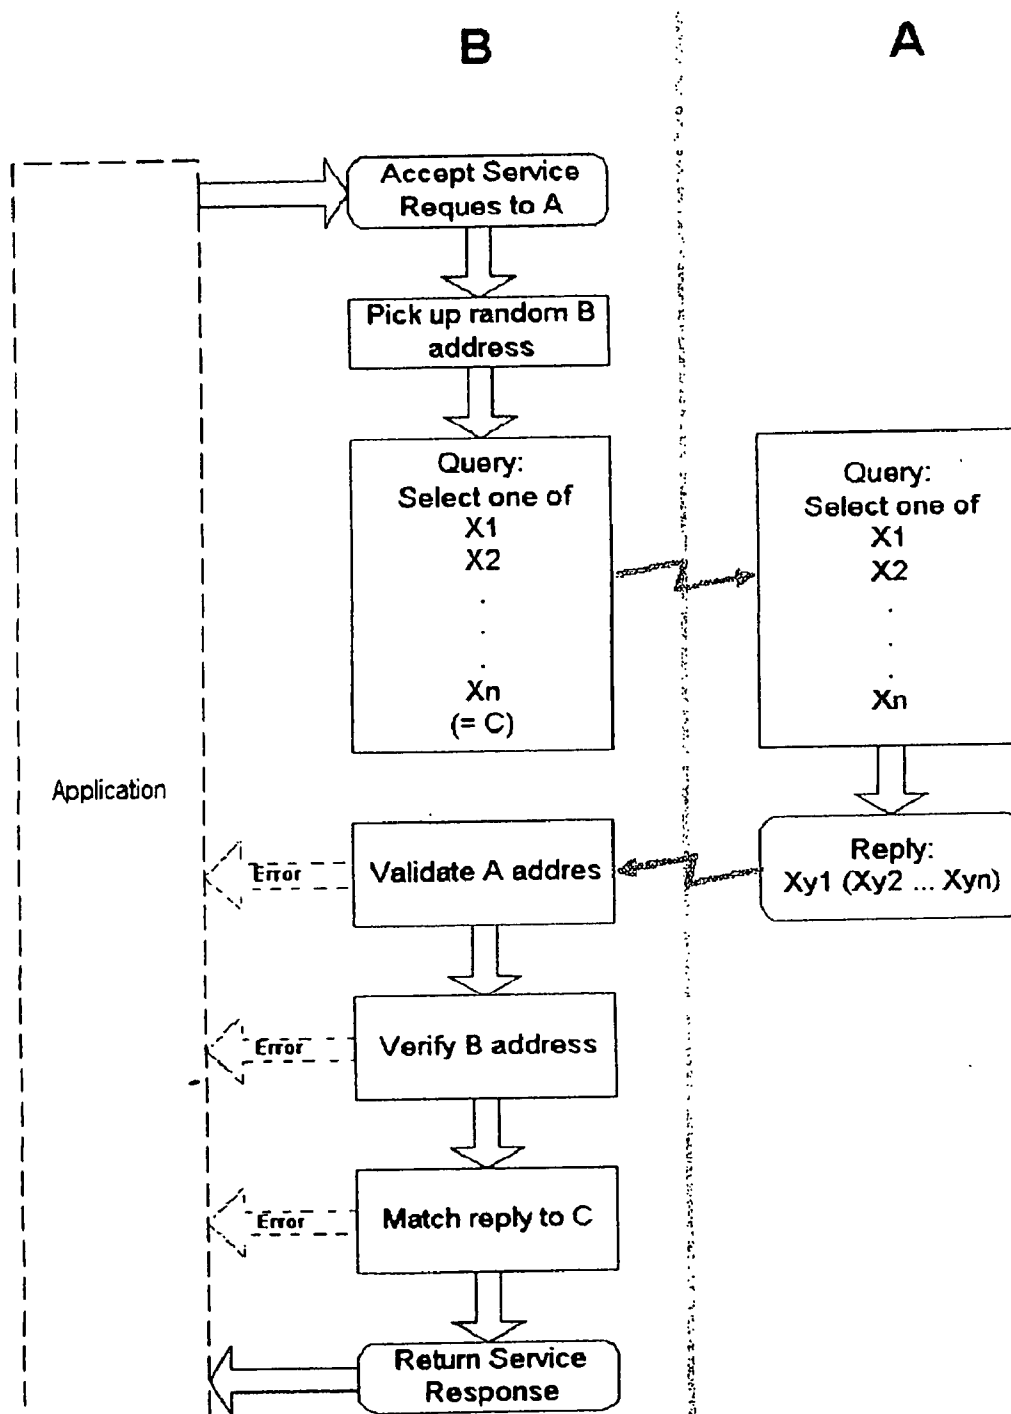 B
A
Accept Service
Reques to A
Pick up random B
address
Query:
Select one of
X1
X2
.
.
.
Xn
(= C)
Query:
Select one of
X1
X2
.
.
.
Xn
Application
Error
Validate A addres
Reply:
Xy1 (Xy2 ... Xyn)
Error
Verify B address
Error
Match reply to C
Return Service
Response